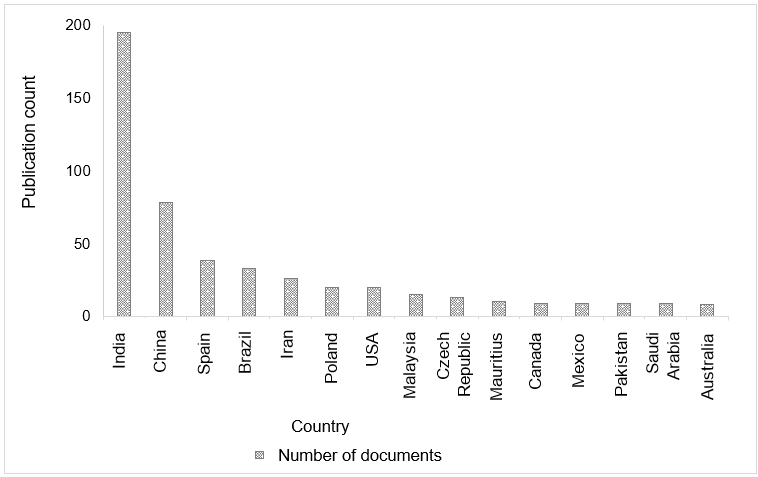 200
150
100
50
0
Publication count
India
China
Spain
Brazil
Iran
Poland
USA
Malaysia
Czech
Republic
Mauritius
Canada
Mexico
Pakistan
Saudi
Arabia
Australia
Country
Number of documents